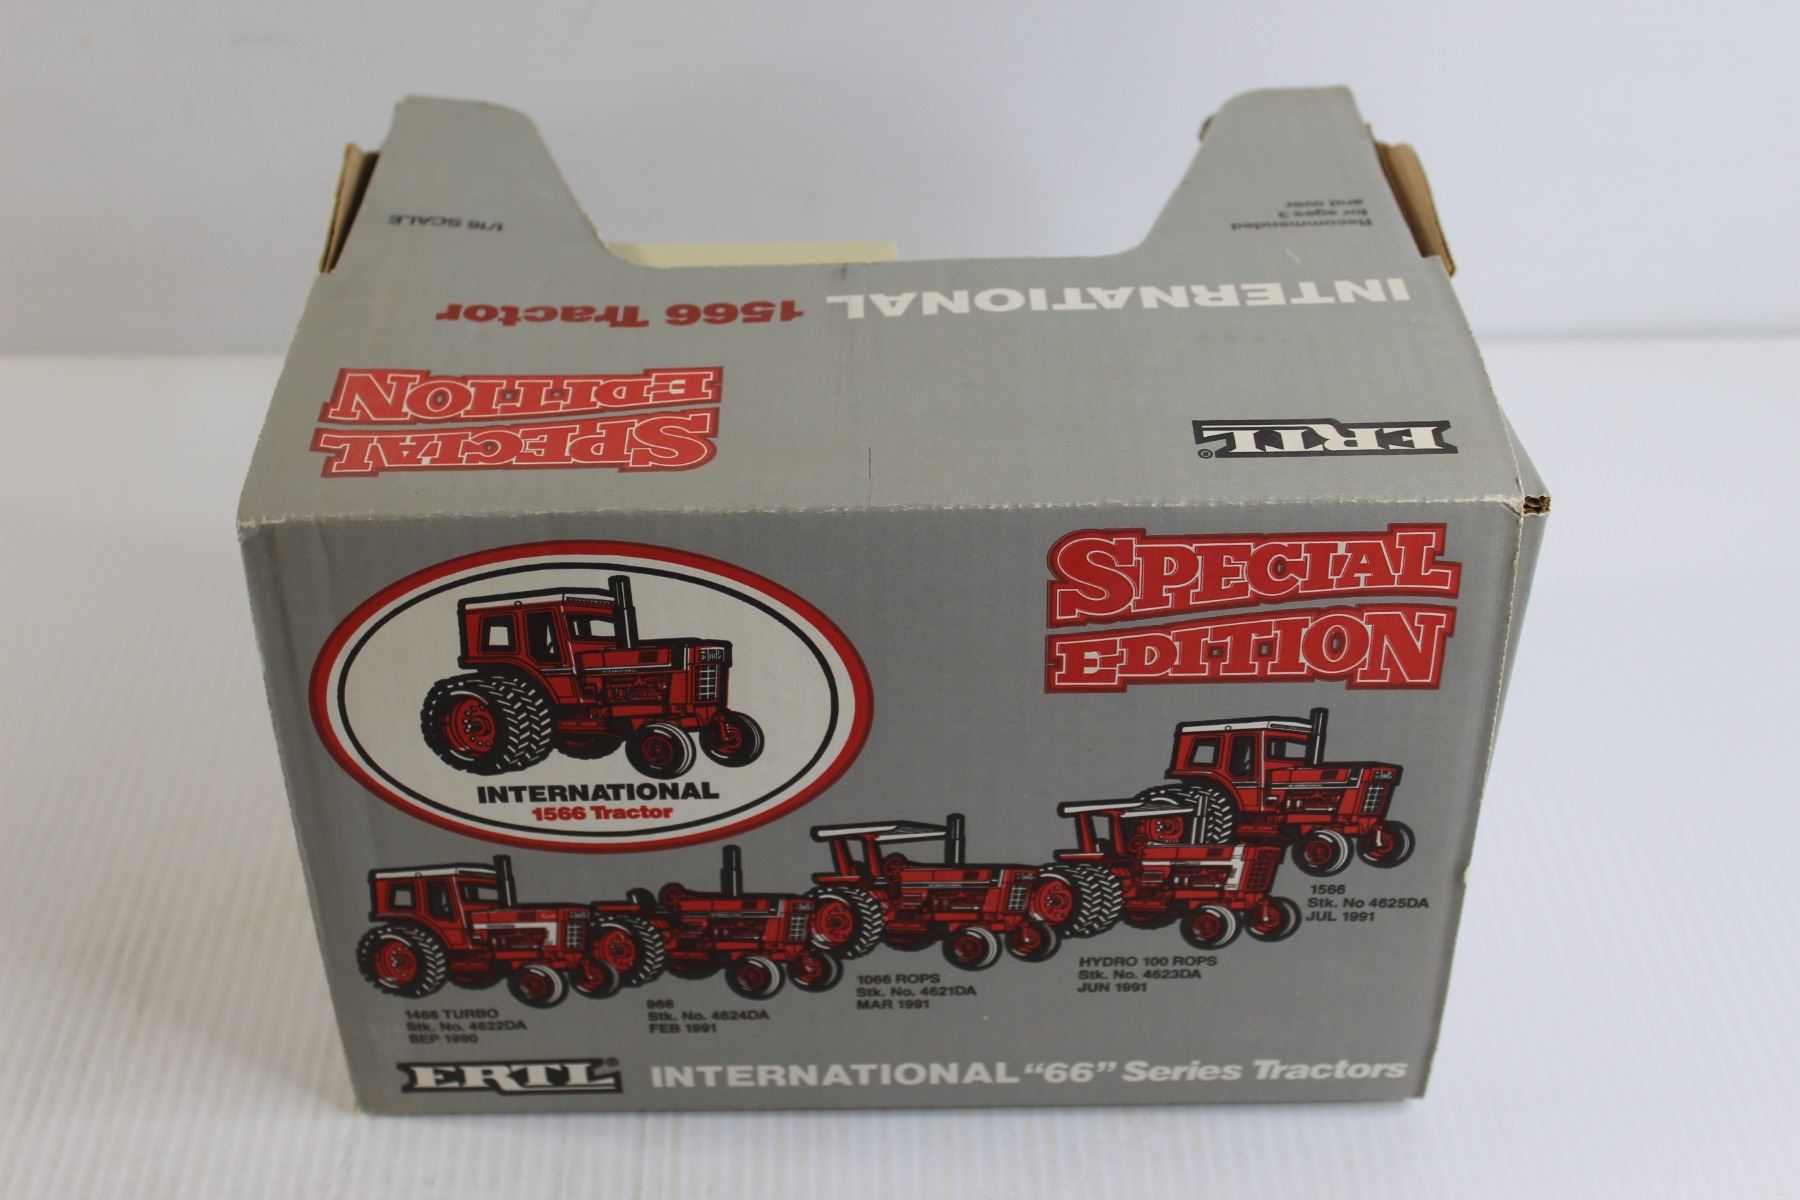 1/16 SCALE
Recommended
for ages 3
and over
INTERNATIONAL 1566 Tractor
ERTL®
SPECIAL
EDITION
SPECIAL
EDITION
INTERNATIONAL
1566 Tractor
1466 TURBO
Stk. No. 4622DA
SEP 1990
966
Stk. No. 4624DA
FEB 1991
1066 ROPS
Stk. No. 4621DA
MAR 1991
HYDRO 100 ROPS
Stk. No. 4623DA
JUN 1991
1566
Stk. No 4625DA
JUL 1991
ERTL® INTERNATIONAL "66" Series Tractors